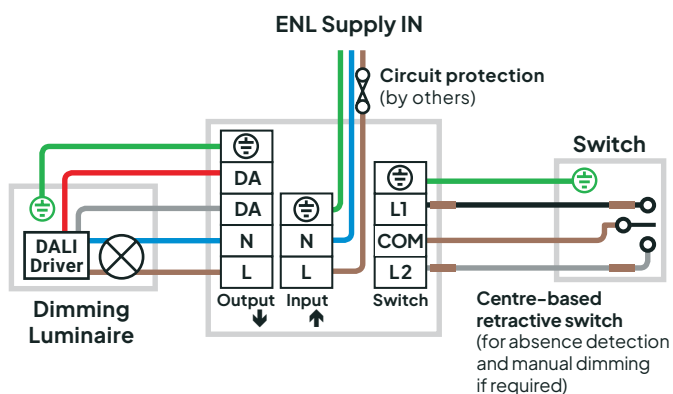 ENL Supply IN
Circuit protection
(by others)
Switch
DA
DA
N
L
Output
N
L
Input
L1
COM
L2
Switch
DALI
Driver
Dimming
Luminaire
Centre-based
retractive switch
(for absence detection
and manual dimming
if required)